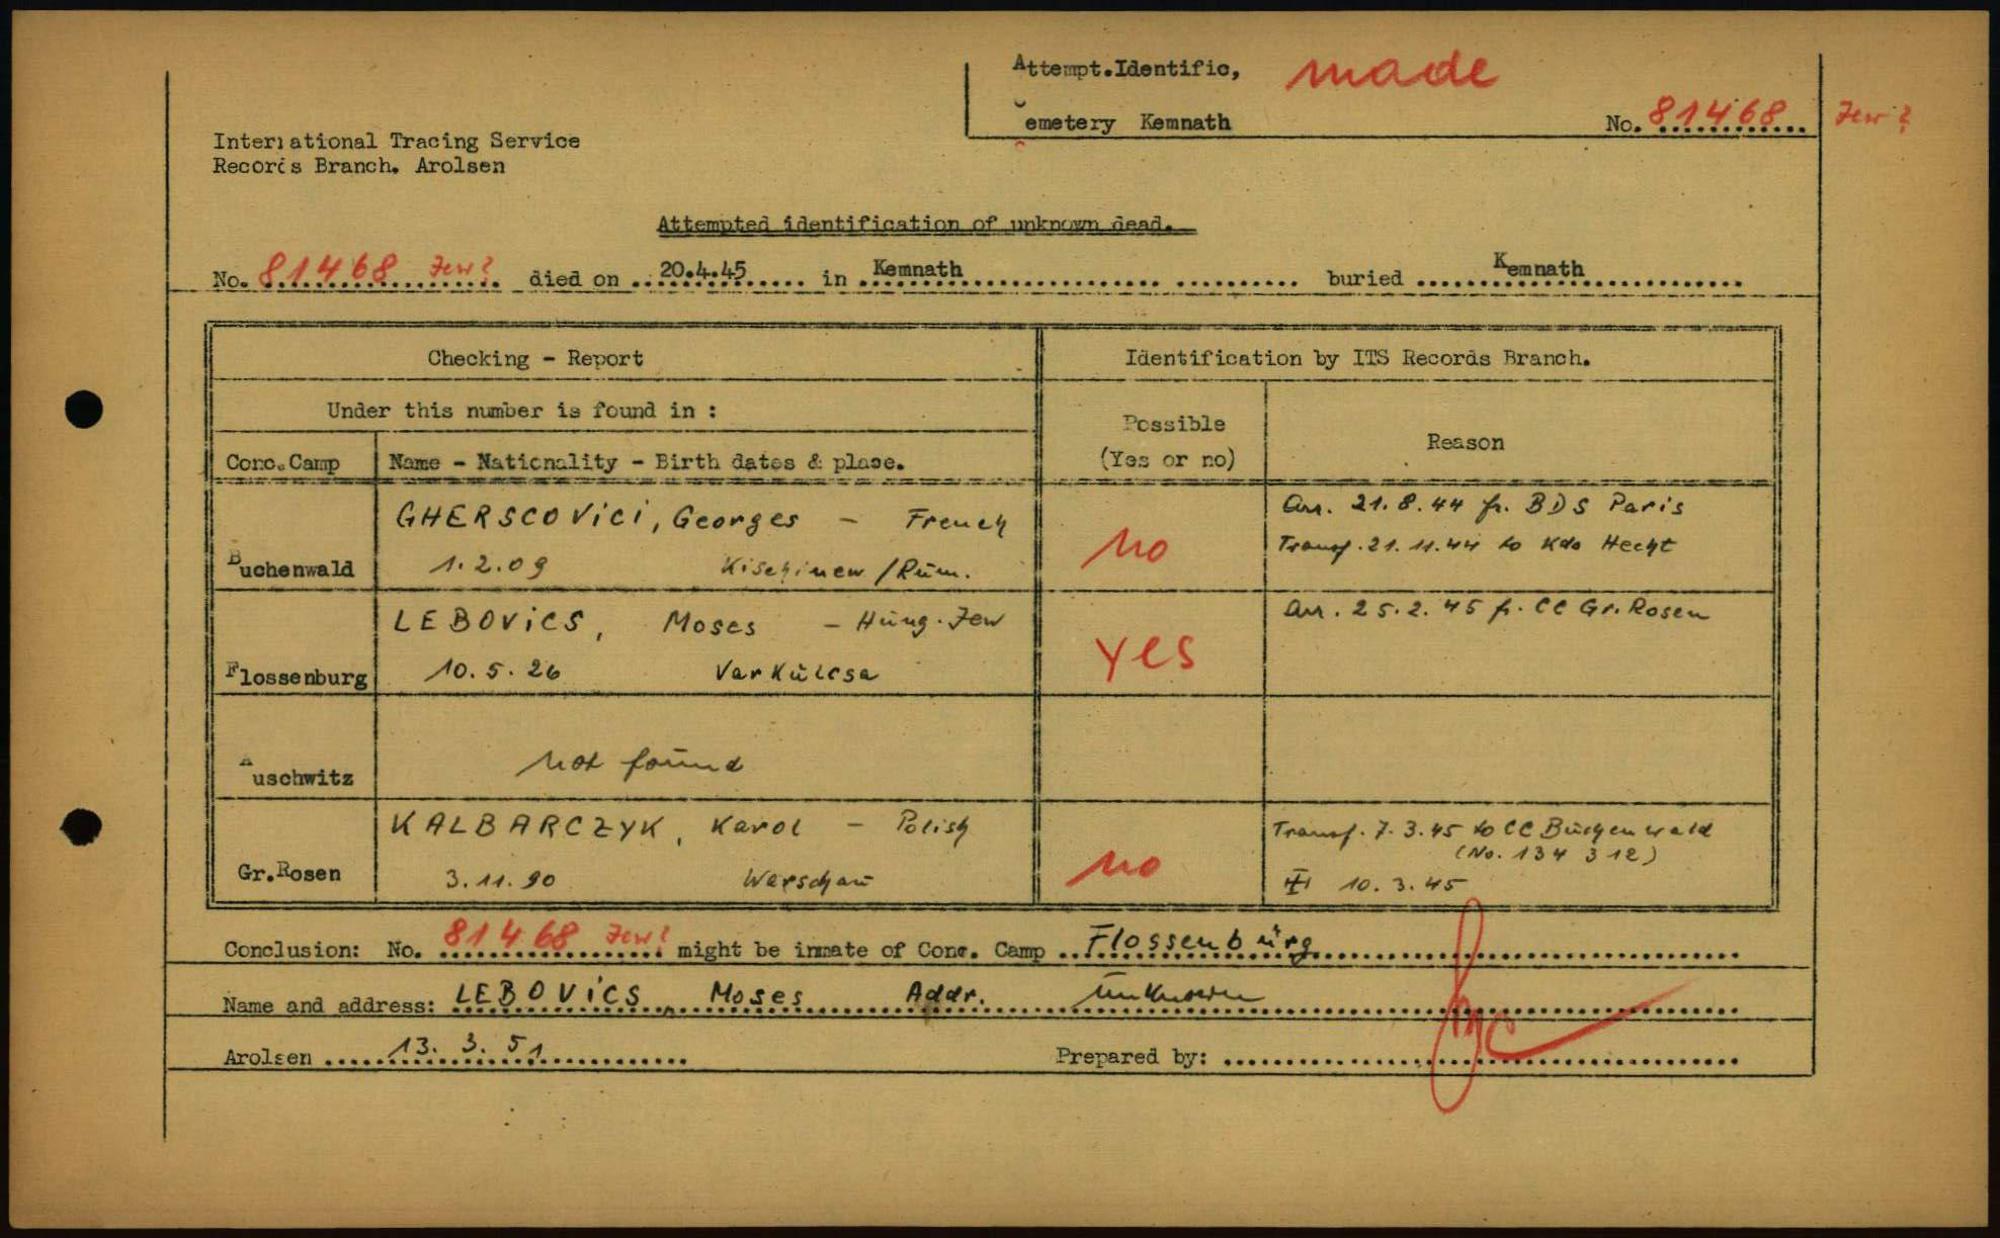 Attempt.Identific, made
Cemetery Kemnath No. 81468 Jew?
International Tracing Service
Records Branch. Arolsen
Attempted identification of unknown dead.
No. 81468 Jew? died on 20.4.45 in Kemnath buried Kemnath
Checking - Report Identification by ITS Records Branch.
Under this number is found in :
Possible
(Yes or no) Reason
Conc.Camp Name - Nationality - Birth dates & place.
GHERSCOVICI, Georges - French Arr. 21.8.44 fr. BDS Paris
no Transf. 21.11.44 to Kdo Hecht
Buchenwald 1.2.09 Kischinew /Rum.
LEBOVICS, Moses - Hung. Jew Arr. 25.2.45 fr. CC Gr. Rosen
yes
Flossenburg 10.5.26 Varkulcsa
Auschwitz not found
KALBARCZYK, Karol - Polish Transf. 7.3.45 to CC Buchenwald
(No. 134 312)
Gr.Rosen 3.11.90 Warschau no 10.3.45
Conclusion: No. 81468 Jew? might be inmate of Conc. Camp Flossenburg
Name and address: LEBOVICS, Moses Addr. unknown
Arolsen 13. 3. 51 Prepared by: